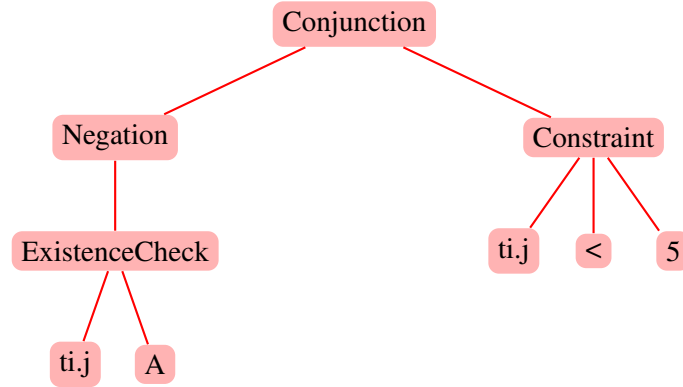 Conjunction
Negation
Constraint
ExistenceCheck
ti.j
<
5
ti.j
A